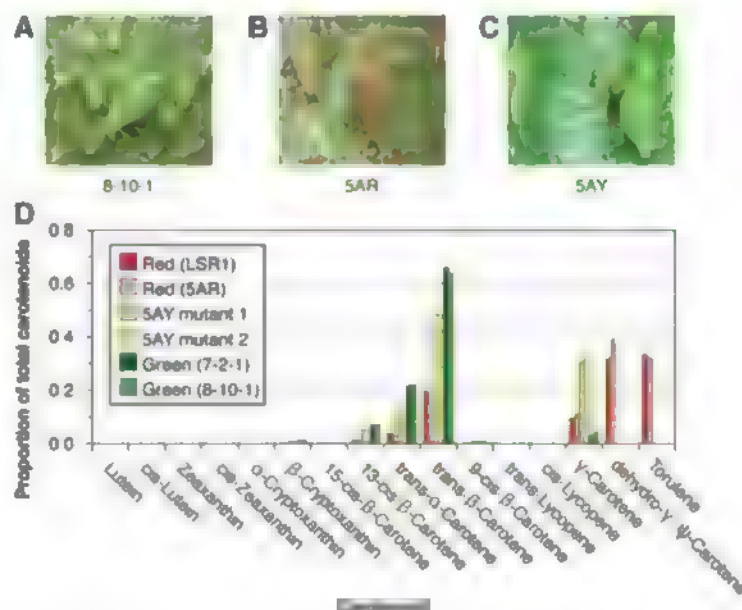 A
B
C
8-10-1
5AR
5AY
D
Proportion of total carotenoids
0.8
0.6
0.4
0.2
0.0
Red (LSR1)
Red (5AR)
5AY mutant 1
5AY mutant 2
Green (7-2-1)
Green (8-10-1)
Lutein
cis-Lutein
Zeaxanthin
cis-Zeaxanthin
α-Cryptoxanthin
β-Cryptoxanthin
15-cis, β-Carotene
13-cis, β-Carotene
trans-α-Carotene
trans, β-Carotene
9-cis, β-Carotene
trans, Lycopene
cis, Lycopene
γ-Carotene
dehydro-γ, ψ-Carotene
Torulene